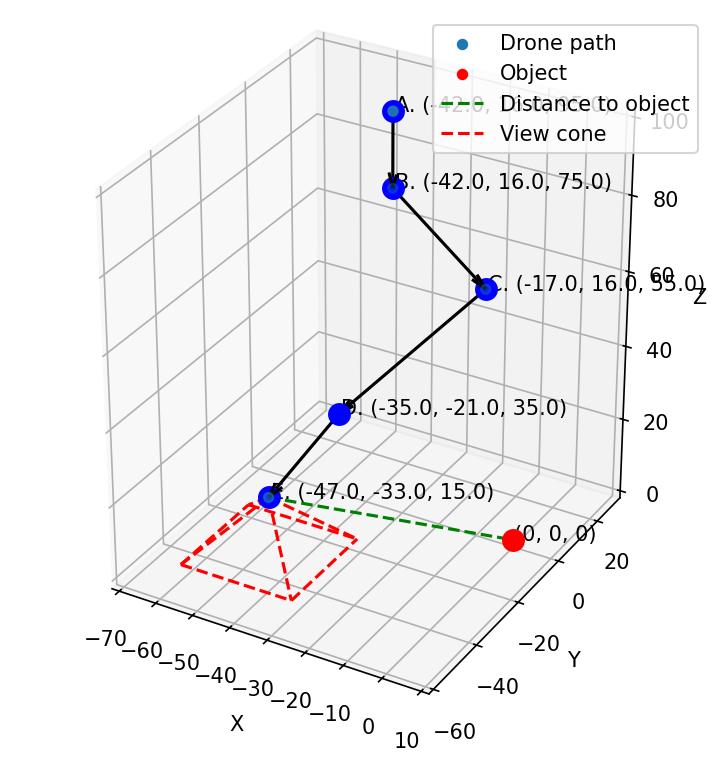 Drone path
Object
Distance to object
View cone
A. (-42.0,
B. (-42.0, 16.0, 75.0)
C. (-17.0, 16.0, 55.0)
D. (-35.0, -21.0, 35.0)
E. (-47.0, -33.0, 15.0)
(0, 0, 0)
100
80
60
40
20
0
Z
20
0
−20
−40
−60
Y
−70
−60
−50
−40
−30
−20
−10
0
10
X